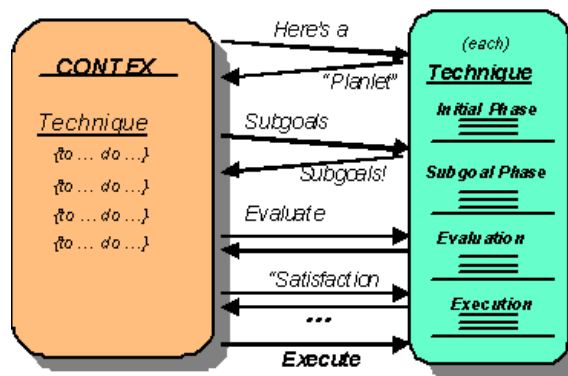 CONTEX
Technique
{to ... do ...}
{to ... do ...}
{to ... do ...}
{to ... do ...}
Here's a
"Planlet"
Subgoals
Subgoals!
Evaluate
"Satisfaction
...
Execute
(each)
Technique
Initial Phase
Subgoal Phase
Evaluation
Execution